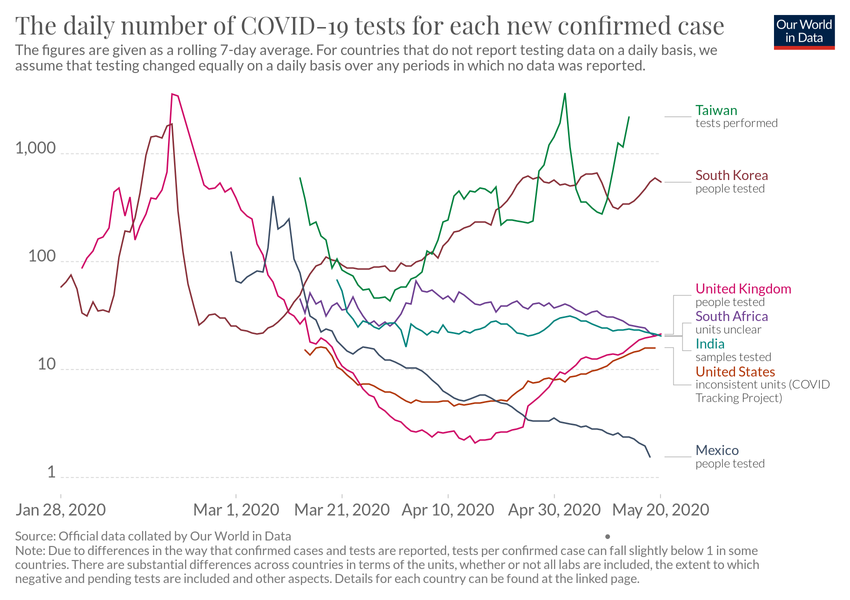 The daily number of COVID-19 tests for each new confirmed case
The figures are given as a rolling 7-day average. For countries that do not report testing data on a daily basis, we
assume that testing changed equally on a daily basis over any periods in which no data was reported.
Our World
in Data
1,000
100
10
1
Taiwan
tests performed
South Korea
people tested
United Kingdom
people tested
South Africa
units unclear
India
samples tested
United States
inconsistent units (COVID
Tracking Project)
Mexico
people tested
Jan 28, 2020
Mar 1, 2020
Mar 21, 2020
Apr 10, 2020
Apr 30, 2020
May 20, 2020
Source: Official data collated by Our World in Data
Note: Due to differences in the way that confirmed cases and tests are reported, tests per confirmed case can fall slightly below 1 in some
countries. There are substantial differences across countries in terms of the units, whether or not all labs are included, the extent to which
negative and pending tests are included and other aspects. Details for each country can be found at the linked page.